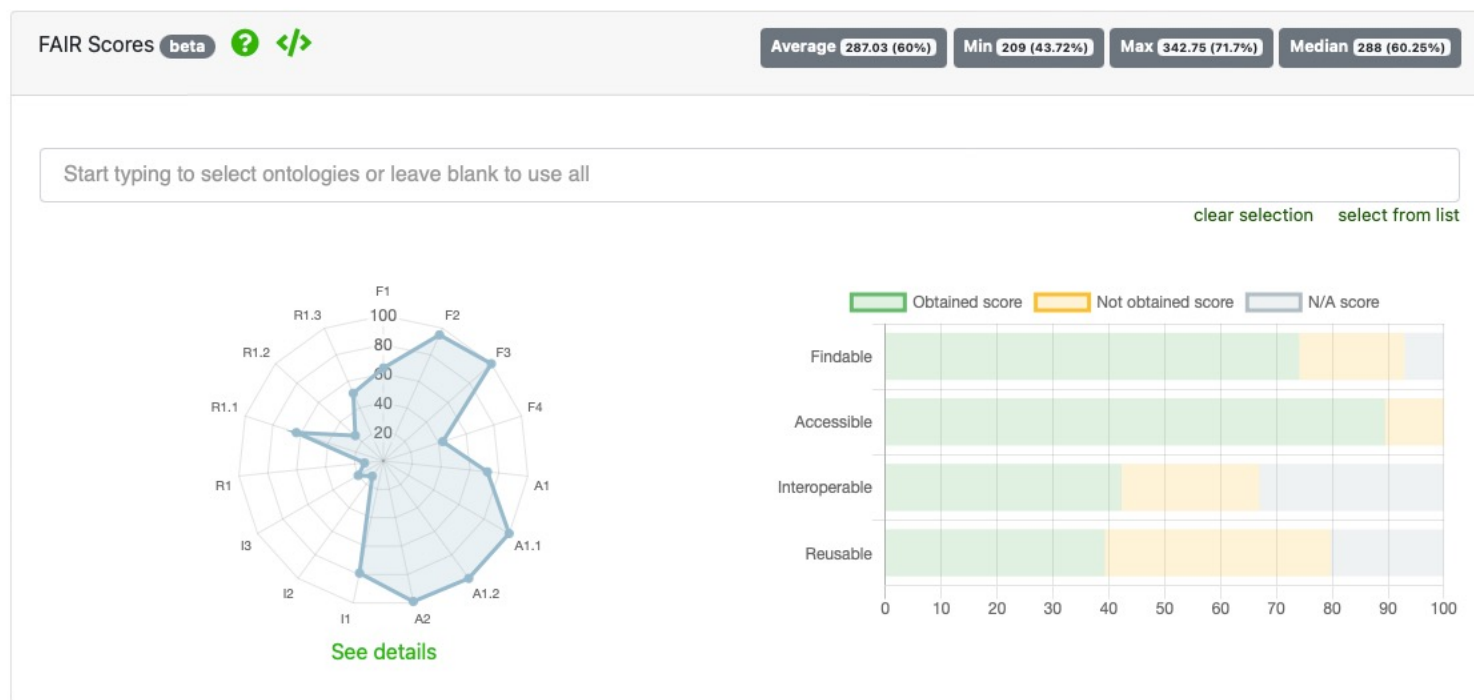 FAIR Scores beta ? </>
Average 287.03 (60%) Min 209 (43.72%) Max 342.75 (71.7%) Median 288 (60.25%)
Start typing to select ontologies or leave blank to use all
clear selection select from list
F1
F2
F3
F4
A1
A1.1
A1.2
A2
I1
I2
I3
R1
R1.1
R1.2
R1.3
100
80
60
40
20
See details
Obtained score Not obtained score N/A score
Findable
Accessible
Interoperable
Reusable
0 10 20 30 40 50 60 70 80 90 100